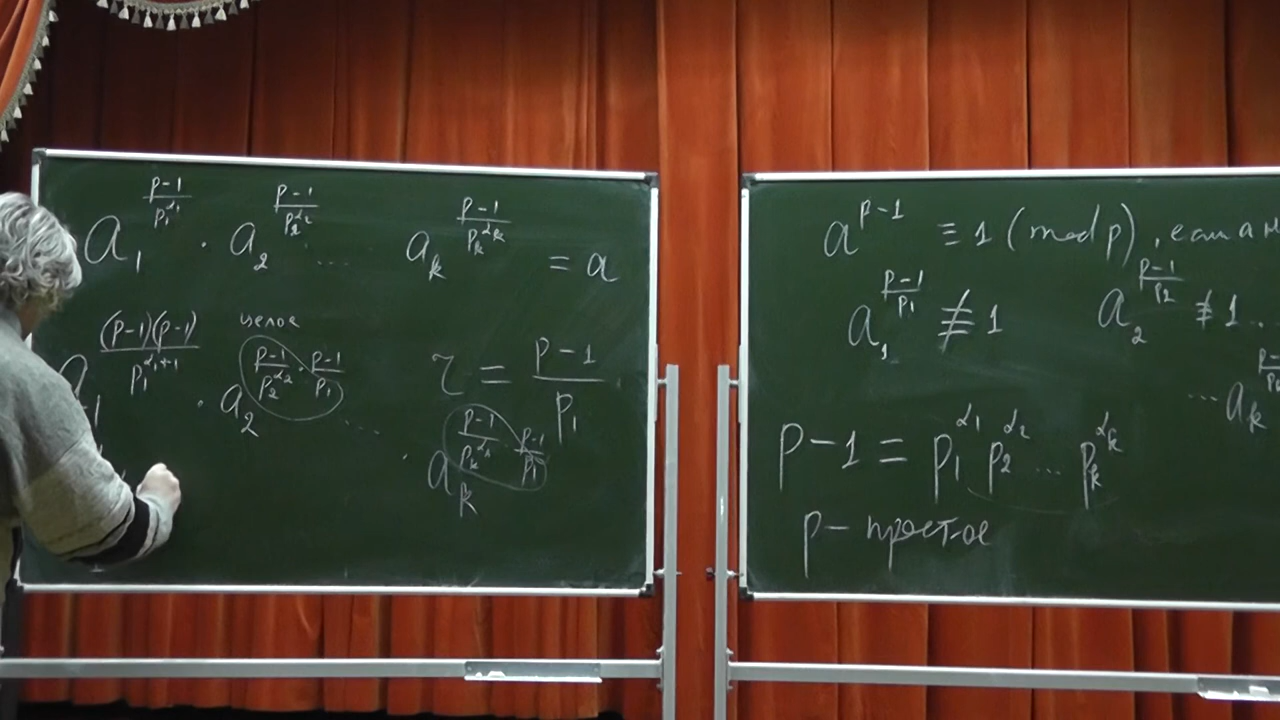 a₁^((p−1)/p₁^α₁) · a₂^((p−1)/p₂^α₂) .... a_k^((p−1)/p_k^α_k) = a
a₁^((p−1)(p−1)/p₁^(α₁+1)) · a₂^((p−1)/p₂^α₂ · (p−1)/p₁) .... · a_k^((p−1)/p_k^α_k · (p−1)/p₁)
целое
τ = (p−1)/p₁
a^(p−1) ≡ 1 (mod p), если a н
a₁^((p−1)/p₁) ≢ 1 a₂^((p−1)/p₂) ≢ 1 ..
... a_k
p−1 = p₁^α₁ p₂^α₂ ... p_k^α_k
p − простое